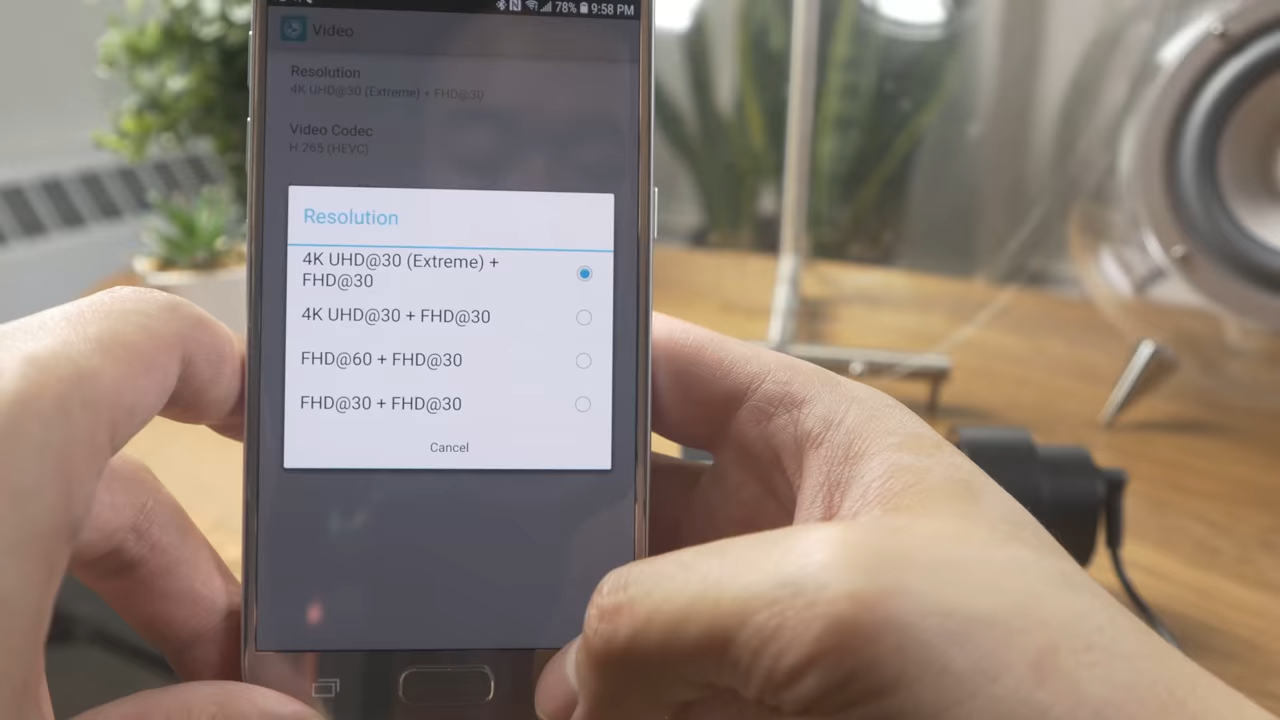 78% 9:58 PM
Video
Resolution
4K UHD@30 (Extreme) + FHD@30
Video Codec
H.265 (HEVC)
Resolution
4K UHD@30 (Extreme) +
FHD@30
4K UHD@30 + FHD@30
FHD@60 + FHD@30
FHD@30 + FHD@30
Cancel